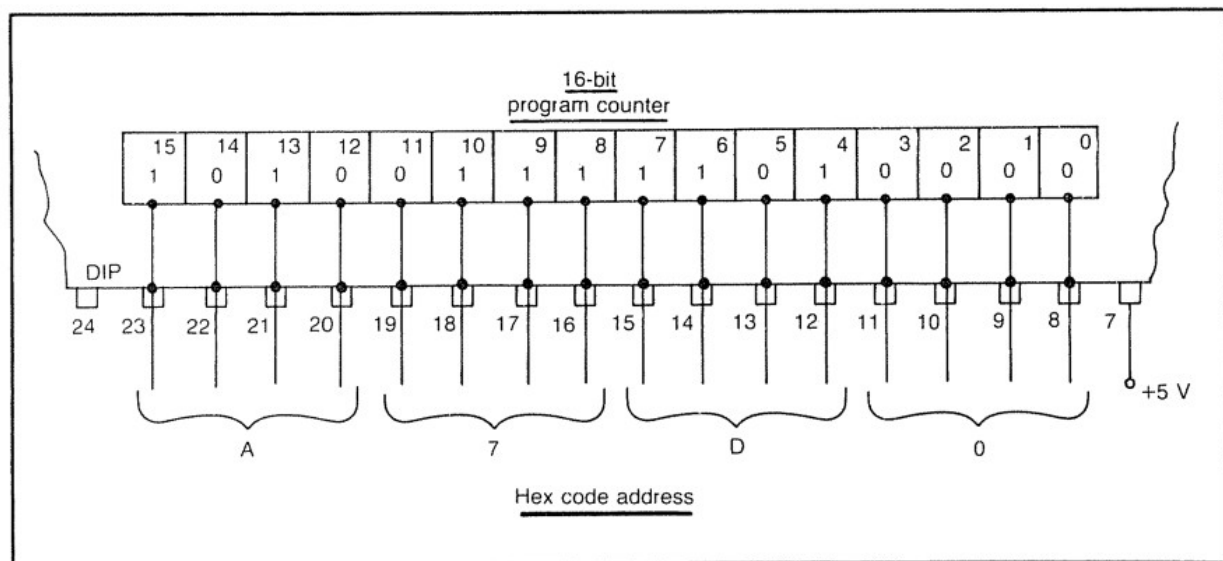 16-bit
program counter
15 14 13 12 11 10 9 8 7 6 5 4 3 2 1 0
1 0 1 0 0 1 1 1 1 1 0 1 0 0 0 0
DIP
24 23 22 21 20 19 18 17 16 15 14 13 12 11 10 9 8 7
+5 V
A 7 D 0
Hex code address